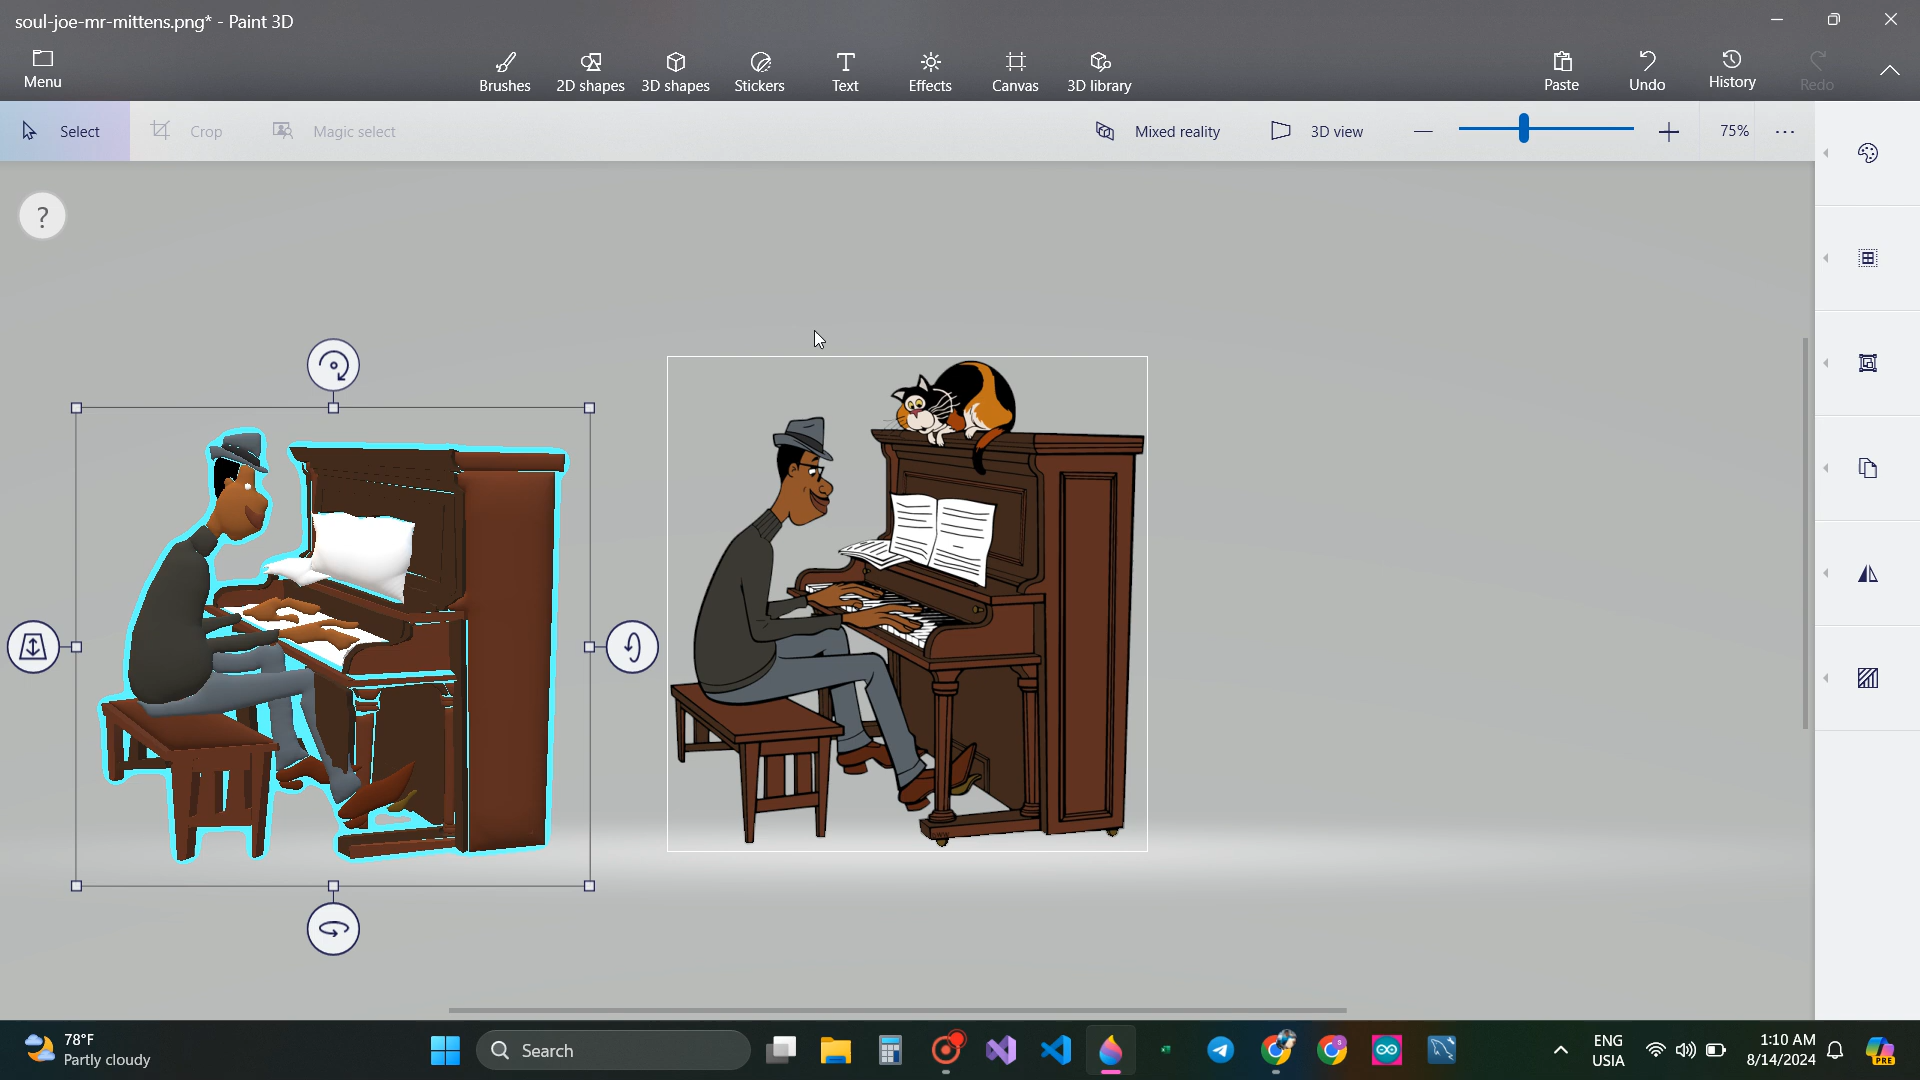 soul-joe-mr-mittens.png* - Paint 3D
Menu
Brushes
2D shapes
3D shapes
Stickers
Text
Effects
Canvas
3D library
Paste
Undo
History
Redo
Select
Crop
Magic select
Mixed reality
3D view
75%
?
78°F
Partly cloudy
Search
ENG
USIA
1:10 AM
8/14/2024
PRE